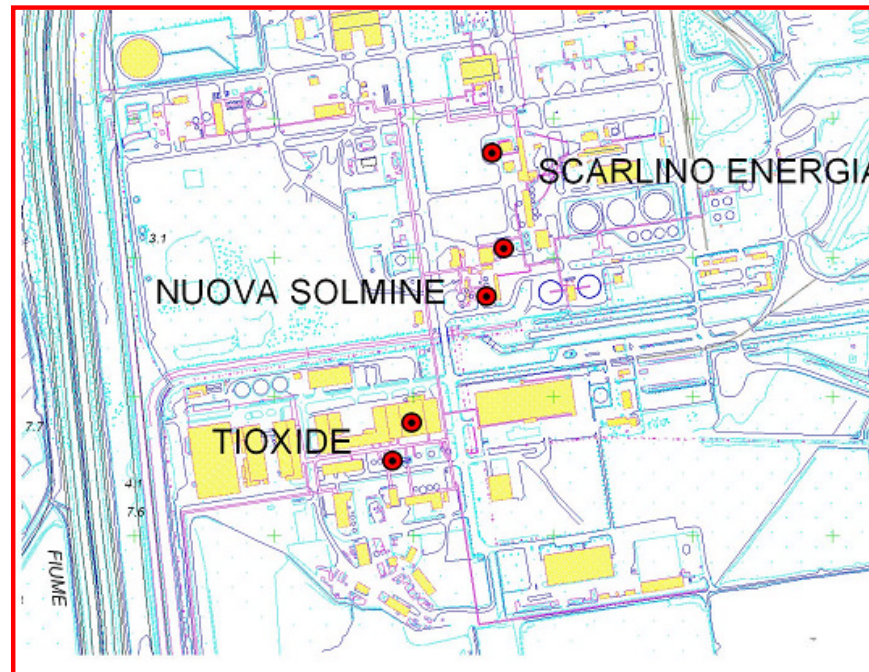 SCARLINO ENERGIA
3.1
NUOVA SOLMINE
7.7
TIOXIDE
4.1
7.6
FIUME